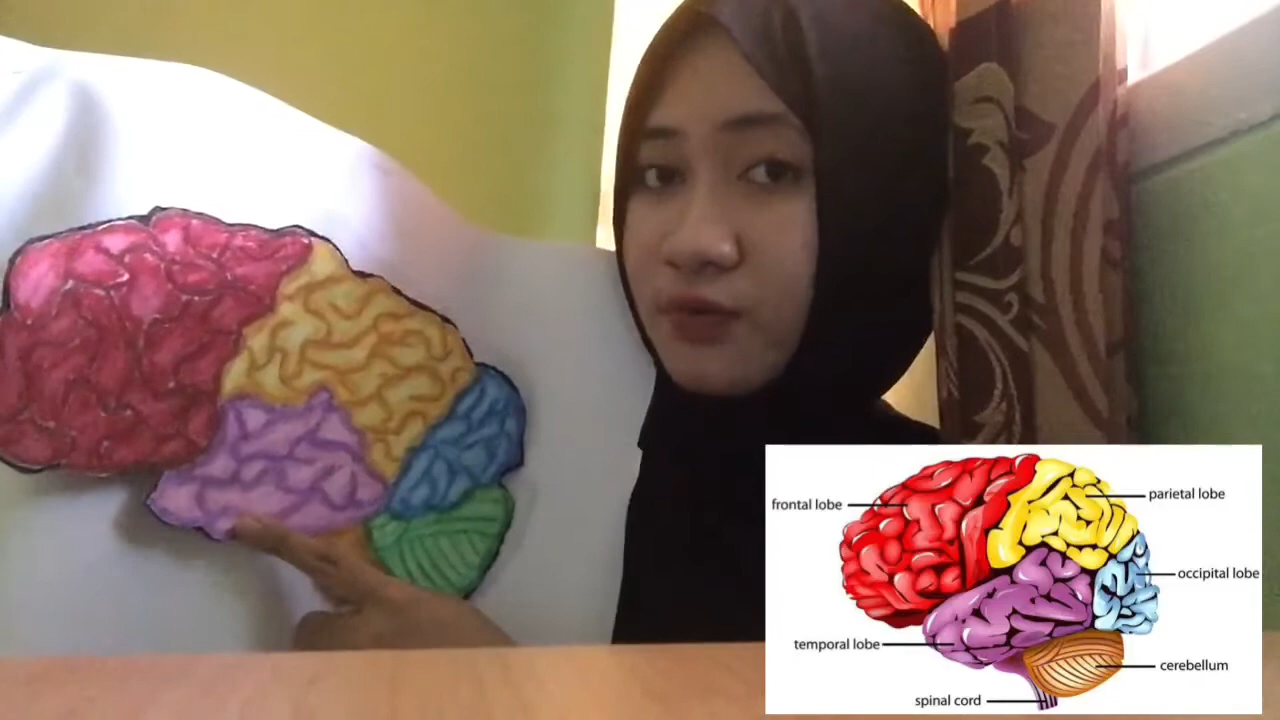 frontal lobe
parietal lobe
occipital lobe
temporal lobe
cerebellum
spinal cord